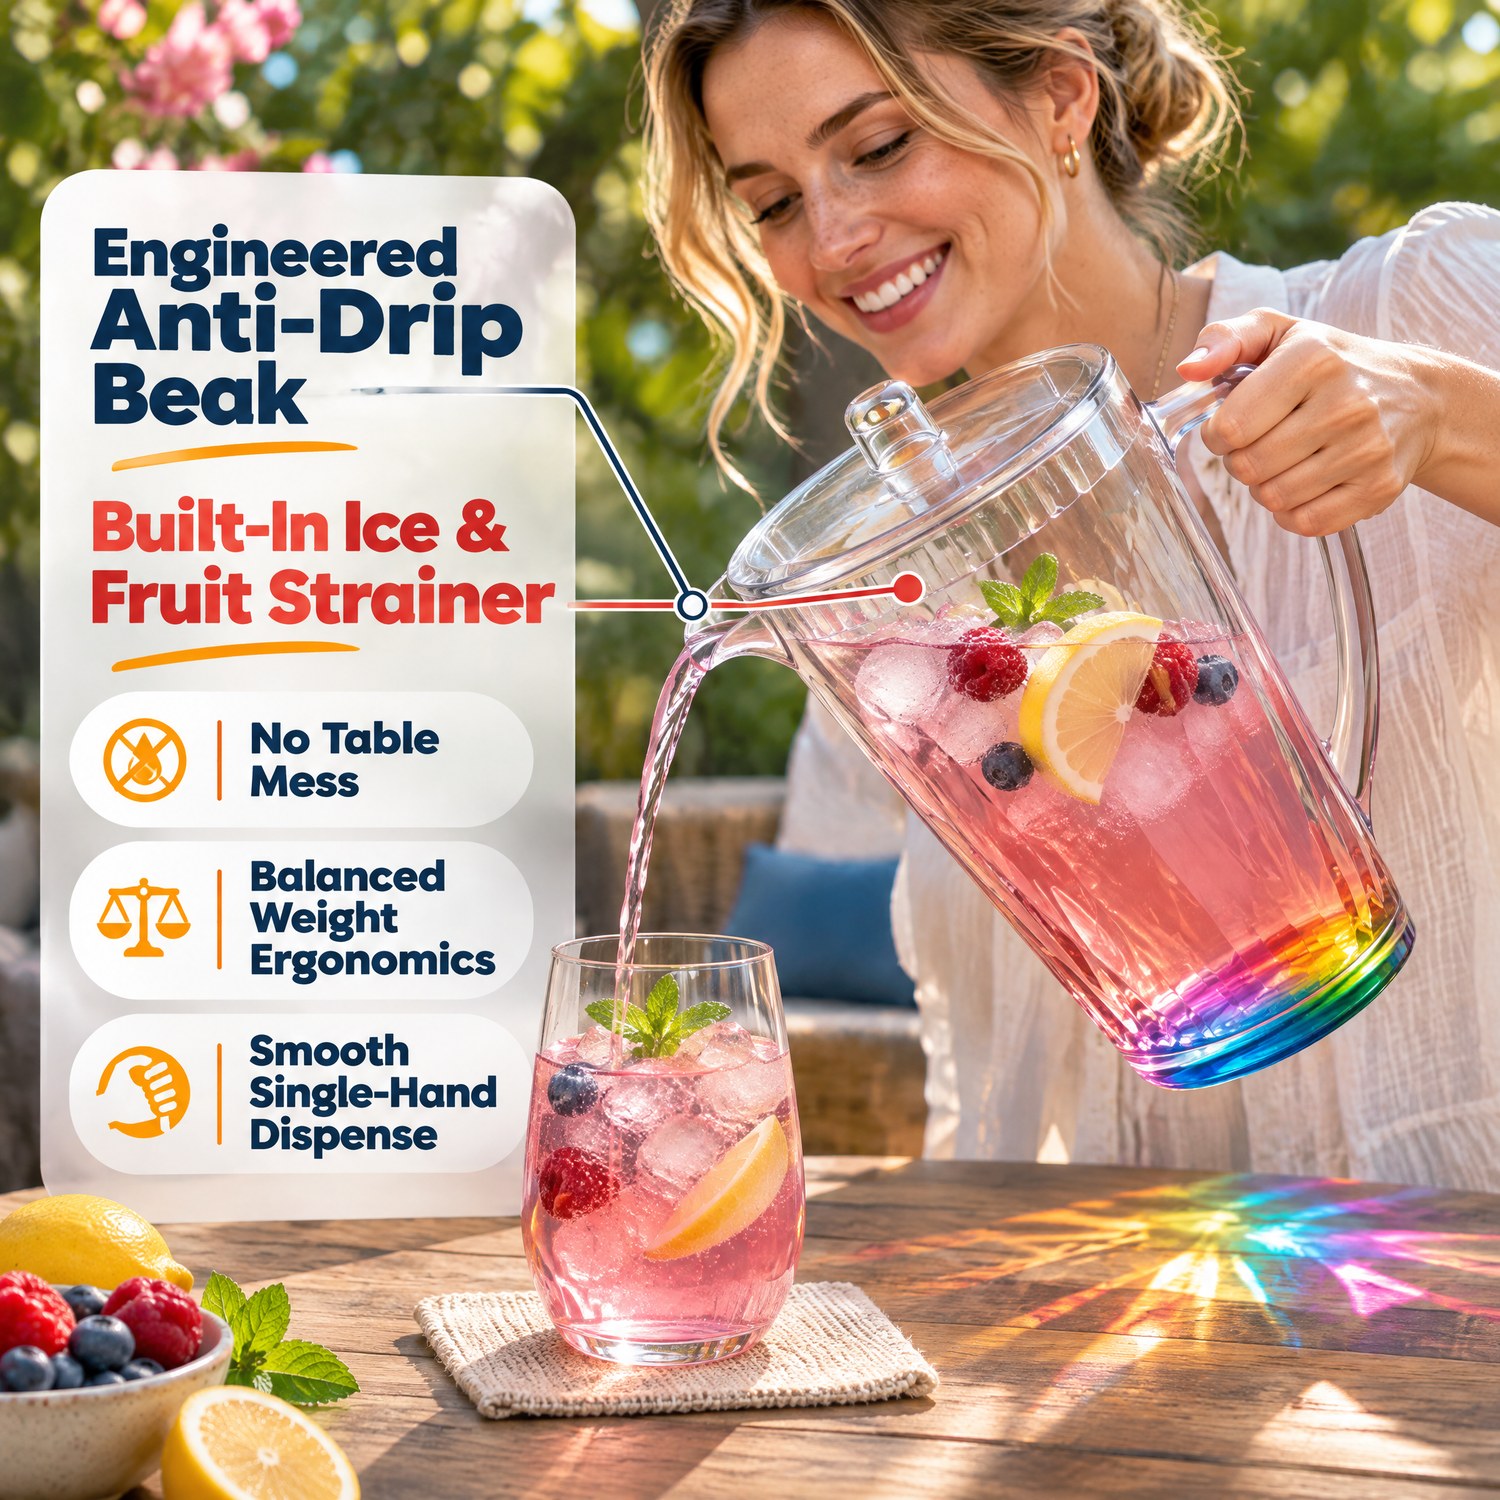 Engineered
Anti-Drip
Beak
Built-In Ice &
Fruit Strainer
No Table
Mess
Balanced
Weight
Ergonomics
Smooth
Single-Hand
Dispense